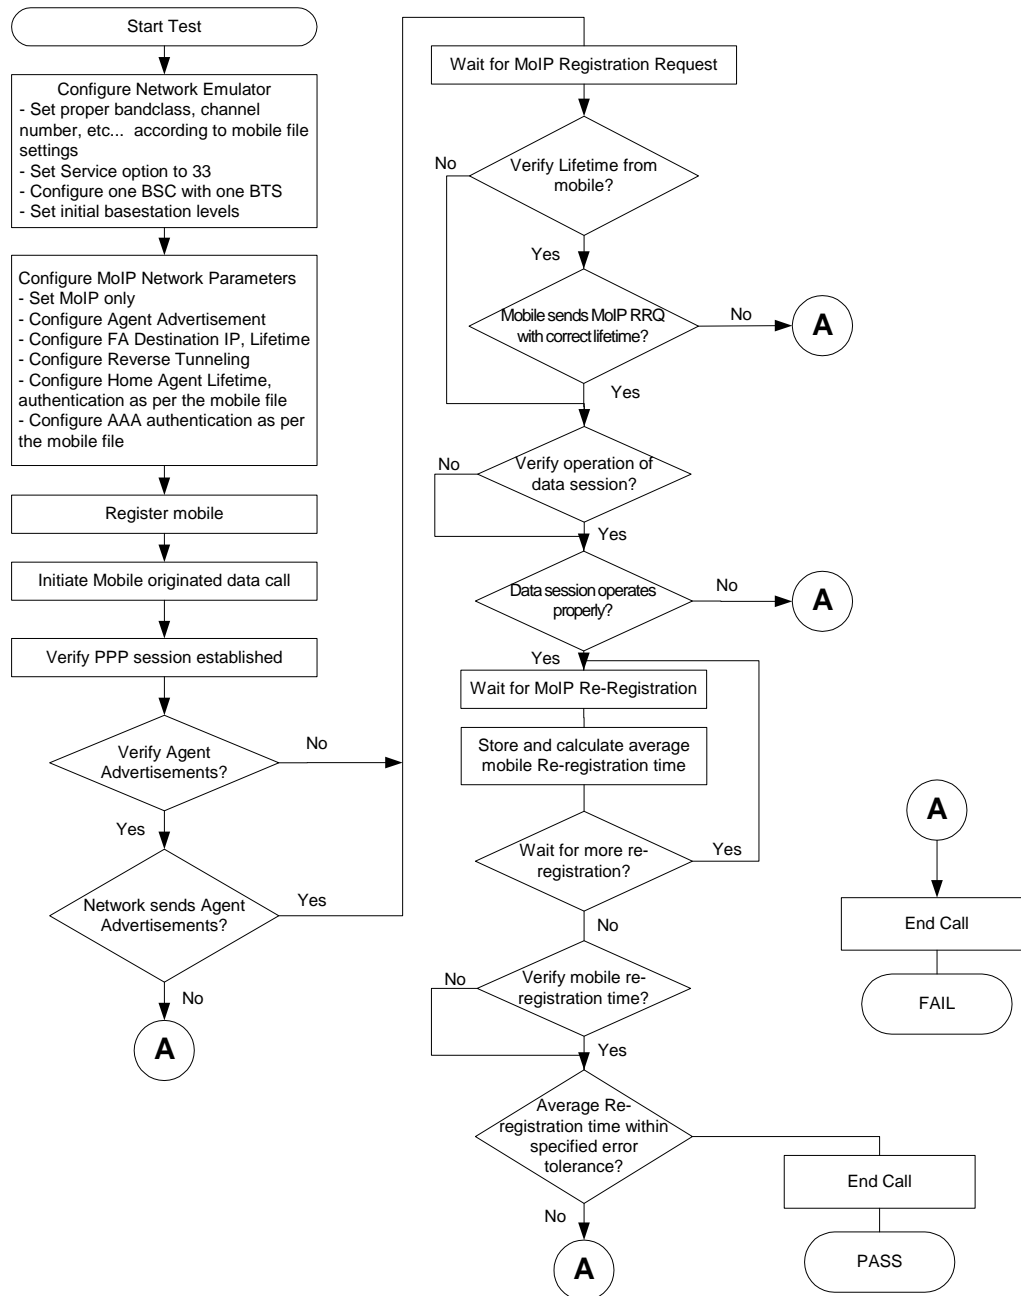 Start Test
Configure Network Emulator
- Set proper bandclass, channel
number, etc... according to mobile file
settings
- Set Service option to 33
- Configure one BSC with one BTS
- Set initial basestation levels
Configure MoIP Network Parameters
- Set MoIP only
- Configure Agent Advertisement
- Configure FA Destination IP, Lifetime
- Configure Reverse Tunneling
- Configure Home Agent Lifetime,
authentication as per the mobile file
- Configure AAA authentication as per
the mobile file
Register mobile
Initiate Mobile originated data call
Verify PPP session established
Verify Agent
Advertisements?
No
Yes
Network sends Agent
Advertisements?
Yes
No
A
Wait for MoIP Registration Request
Verify Lifetime from
mobile?
No
Yes
Mobile sends MoIP RRQ
with correct lifetime?
No
A
Yes
Verify operation of
data session?
No
Yes
Data session operates
properly?
No
A
Yes
Wait for MoIP Re-Registration
Store and calculate average
mobile Re-registration time
Wait for more re-
registration?
Yes
No
Verify mobile re-
registration time?
No
Yes
Average Re-
registration time within
specified error
tolerance?
No
A
End Call
PASS
A
End Call
FAIL